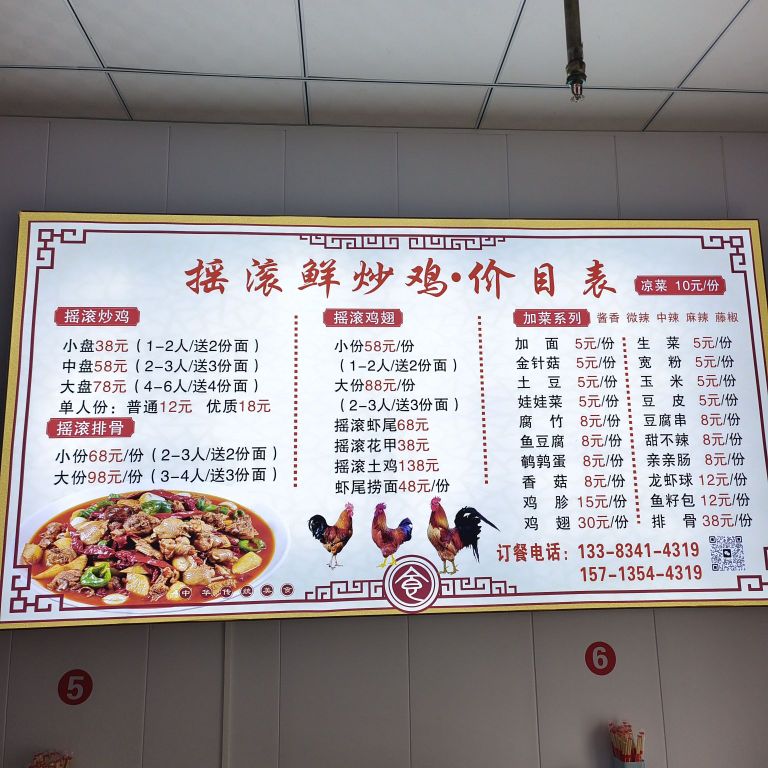 摇滚鲜炒鸡·价目表
凉菜 10元/份
摇滚炒鸡
小盘38元（1-2人/送2份面）
中盘58元（2-3人/送3份面）
大盘78元（4-6人/送4份面）
单人份：普通12元 优质18元
摇滚排骨
小份68元/份（2-3人/送2份面）
大份98元/份（3-4人/送3份面）
中华传统美食
摇滚鸡翅
小份58元/份
（1-2人/送2份面）
大份88元/份
（2-3人/送3份面）
摇滚虾尾68元
摇滚花甲38元
摇滚土鸡138元
虾尾捞面48元/份
食
加菜系列 酱香 微辣 中辣 麻辣 藤椒
加面 5元/份 生菜 5元/份
金针菇 5元/份 宽粉 5元/份
土豆 5元/份 玉米 5元/份
娃娃菜 5元/份 豆皮 5元/份
腐竹 8元/份 豆腐串 8元/份
鱼豆腐 8元/份 甜不辣 8元/份
鹌鹑蛋 8元/份 亲亲肠 8元/份
香菇 8元/份 龙虾球 12元/份
鸡胗 15元/份 鱼籽包 12元/份
鸡翅 30元/份 排骨 38元/份
订餐电话：133-8341-4319
157-1354-4319
5
6